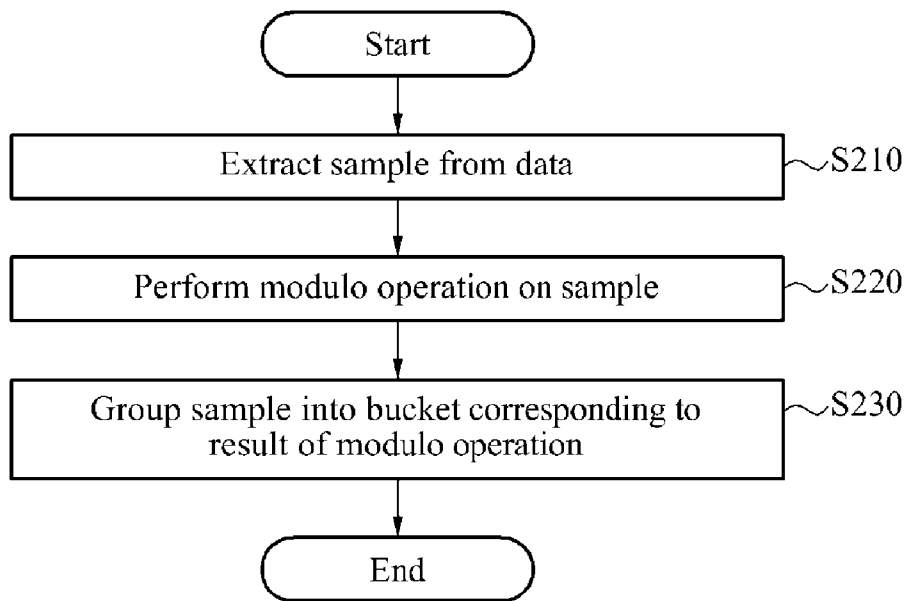 Start
Extract sample from data
S210
Perform modulo operation on sample
S220
Group sample into bucket corresponding to
result of modulo operation
S230
End